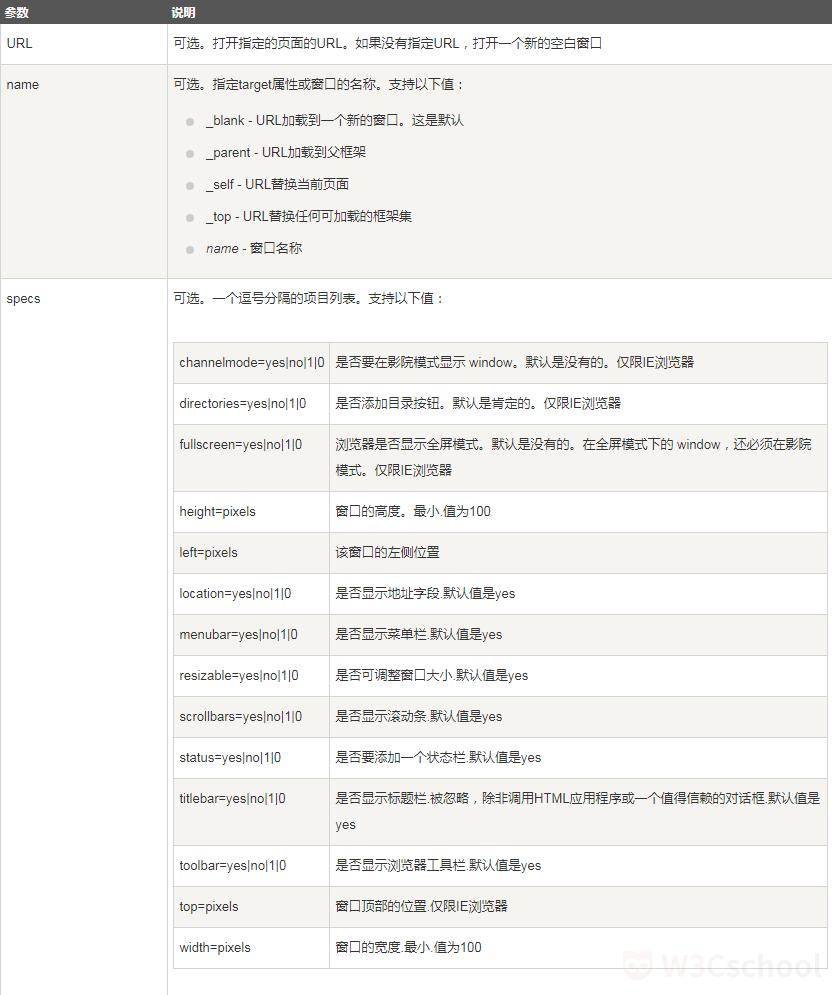 参数 说明
URL 可选。打开指定的页面的URL。如果没有指定URL，打开一个新的空白窗口
name 可选。指定target属性或窗口的名称。支持以下值：
_blank - URL加载到一个新的窗口。这是默认
_parent - URL加载到父框架
_self - URL替换当前页面
_top - URL替换任何可加载的框架集
name - 窗口名称
specs 可选。一个逗号分隔的项目列表。支持以下值：
channelmode=yes|no|1|0 是否要在影院模式显示 window。默认是没有的。仅限IE浏览器
directories=yes|no|1|0 是否添加目录按钮。默认是肯定的。仅限IE浏览器
fullscreen=yes|no|1|0 浏览器是否显示全屏模式。默认是没有的。在全屏模式下的 window，还必须在影院
模式。仅限IE浏览器
height=pixels 窗口的高度。最小.值为100
left=pixels 该窗口的左侧位置
location=yes|no|1|0 是否显示地址字段.默认值是yes
menubar=yes|no|1|0 是否显示菜单栏.默认值是yes
resizable=yes|no|1|0 是否可调整窗口大小.默认值是yes
scrollbars=yes|no|1|0 是否显示滚动条.默认值是yes
status=yes|no|1|0 是否要添加一个状态栏.默认值是yes
titlebar=yes|no|1|0 是否显示标题栏.被忽略，除非调用HTML应用程序或一个值得信赖的对话框.默认值是
yes
toolbar=yes|no|1|0 是否显示浏览器工具栏.默认值是yes
top=pixels 窗口顶部的位置.仅限IE浏览器
width=pixels 窗口的宽度.最小.值为100
W3Cschool